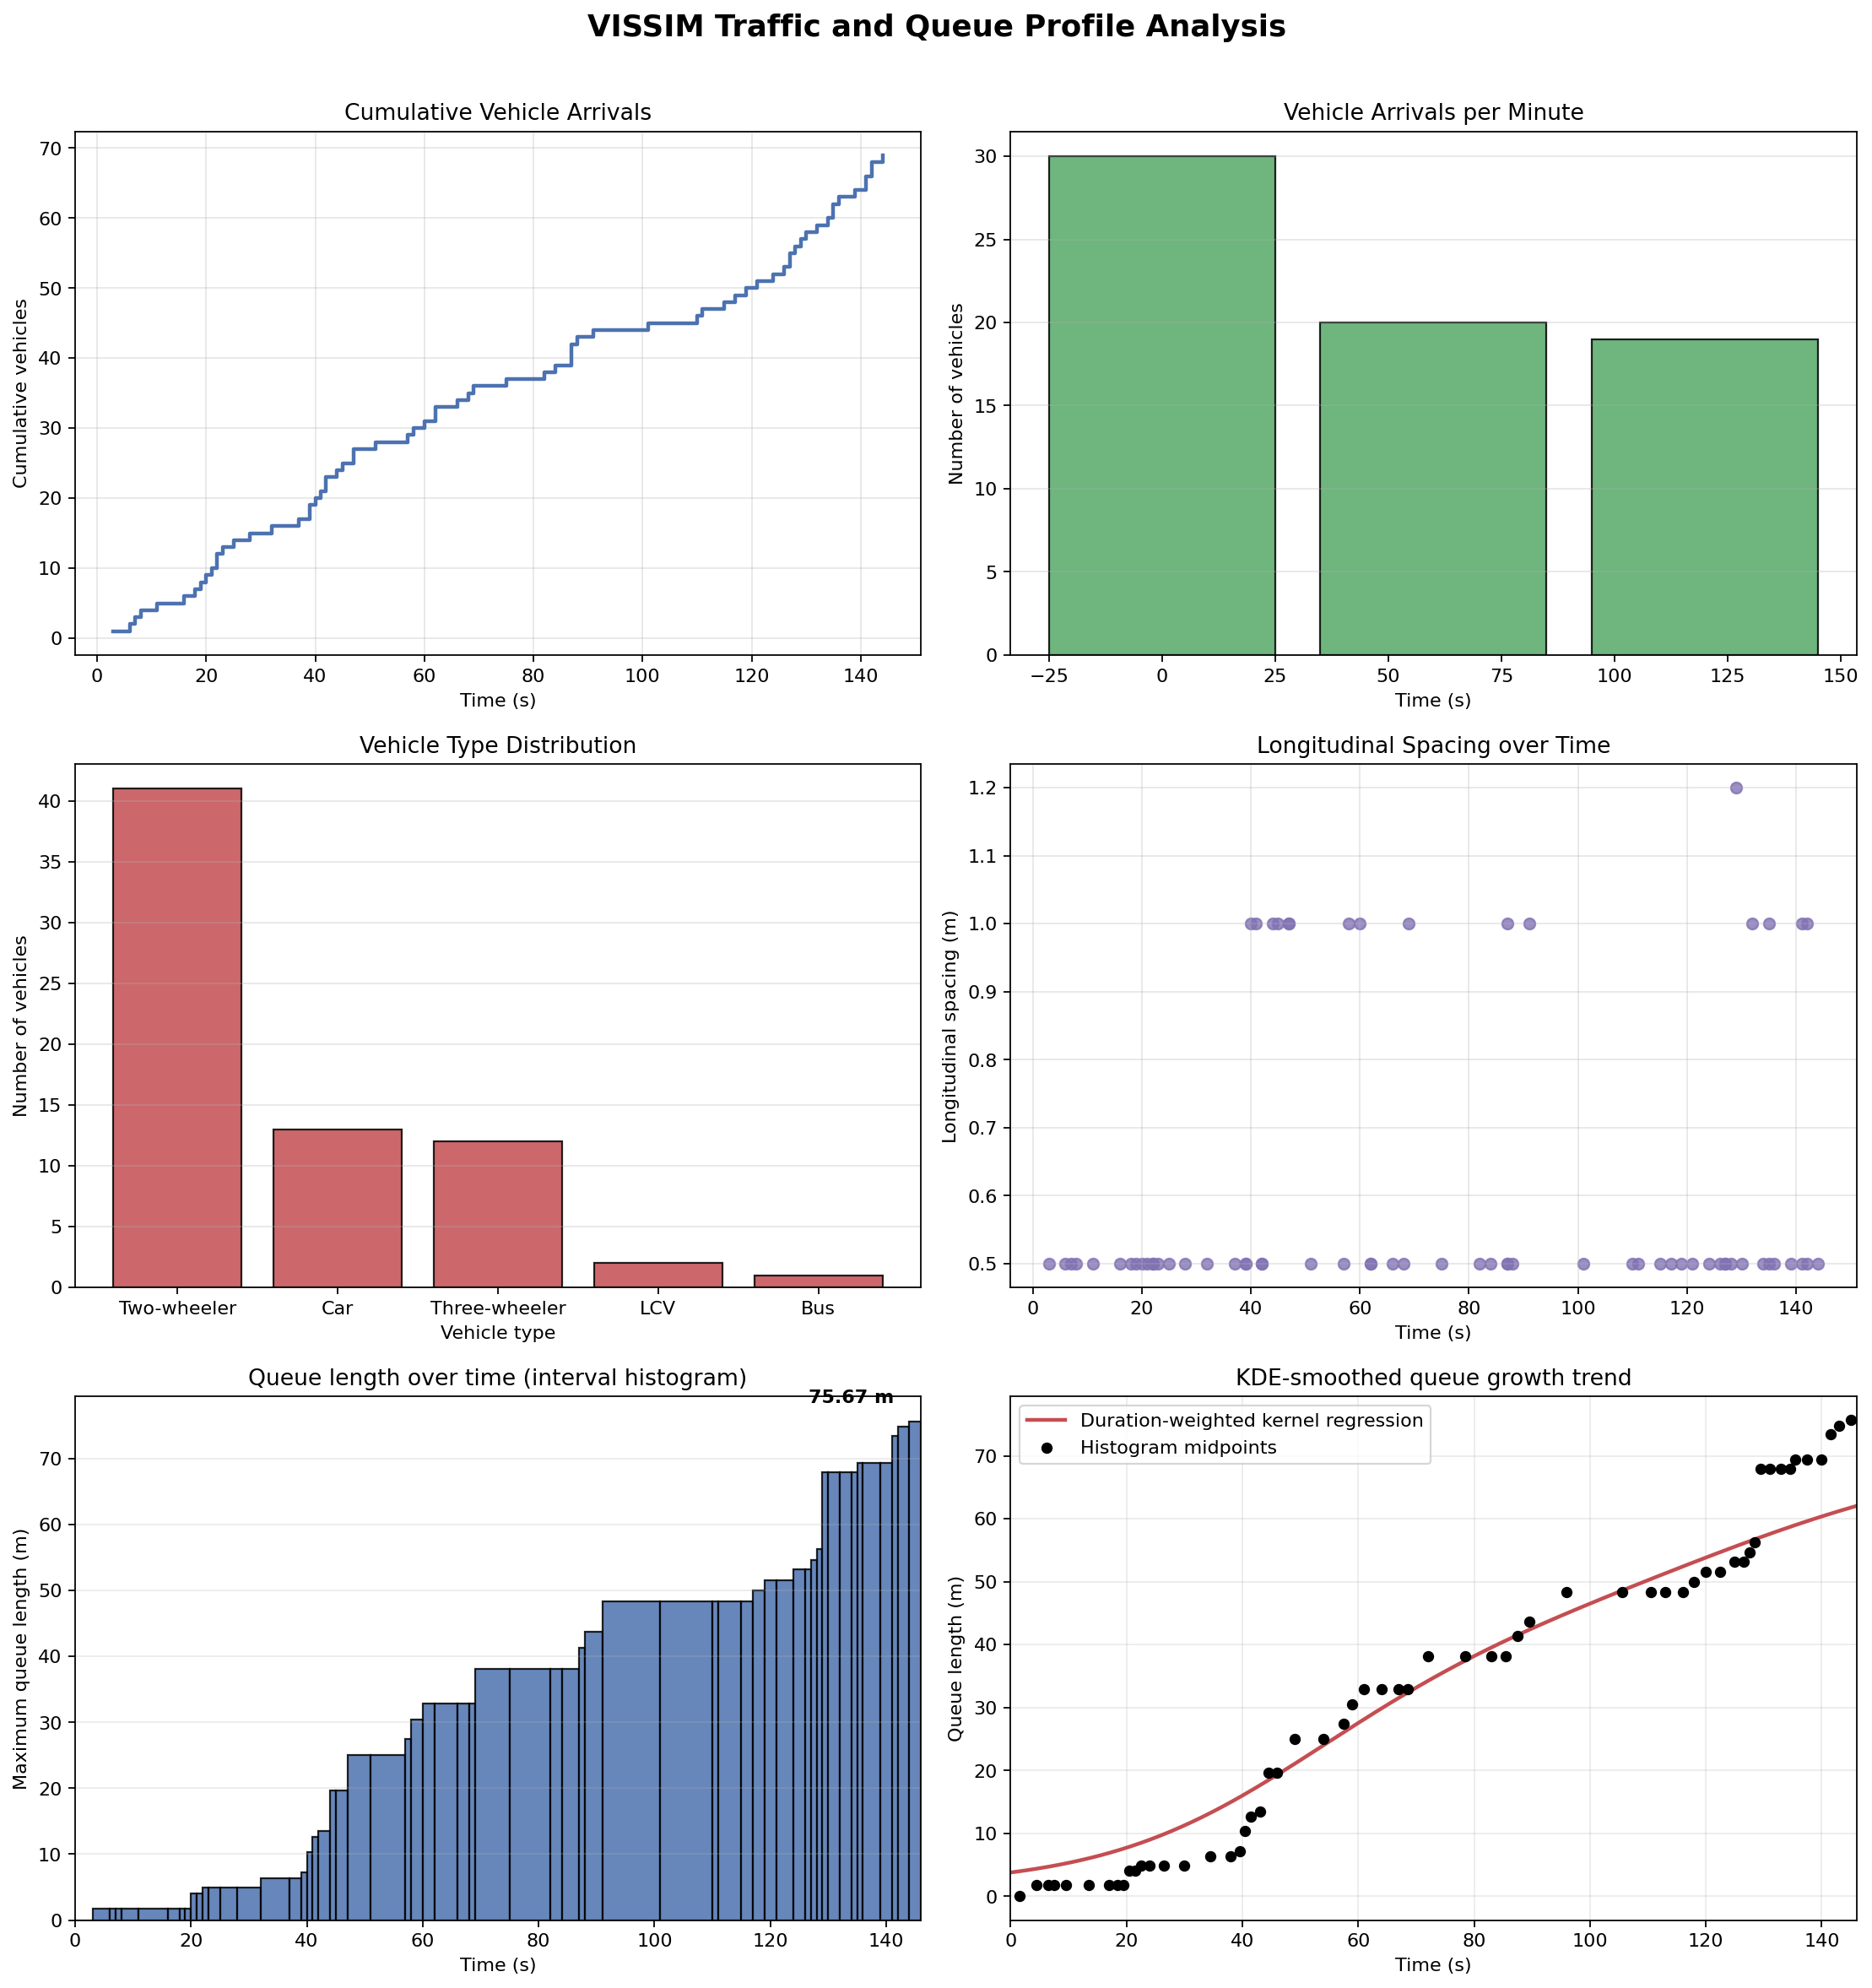 VISSIM Traffic and Queue Profile Analysis
Cumulative Vehicle Arrivals
Cumulative vehicles
70
60
50
40
30
20
10
0
0 20 40 60 80 100 120 140
Time (s)
Vehicle Arrivals per Minute
Number of vehicles
30
25
20
15
10
5
0
−25 0 25 50 75 100 125 150
Time (s)
Vehicle Type Distribution
Number of vehicles
40
35
30
25
20
15
10
5
0
Two-wheeler Car Three-wheeler LCV Bus
Vehicle type
Longitudinal Spacing over Time
Longitudinal spacing (m)
1.2
1.1
1.0
0.9
0.8
0.7
0.6
0.5
0 20 40 60 80 100 120 140
Time (s)
Queue length over time (interval histogram)
75.67 m
Maximum queue length (m)
70
60
50
40
30
20
10
0
0 20 40 60 80 100 120 140
Time (s)
KDE-smoothed queue growth trend
Duration-weighted kernel regression
Histogram midpoints
Queue length (m)
70
60
50
40
30
20
10
0
0 20 40 60 80 100 120 140
Time (s)